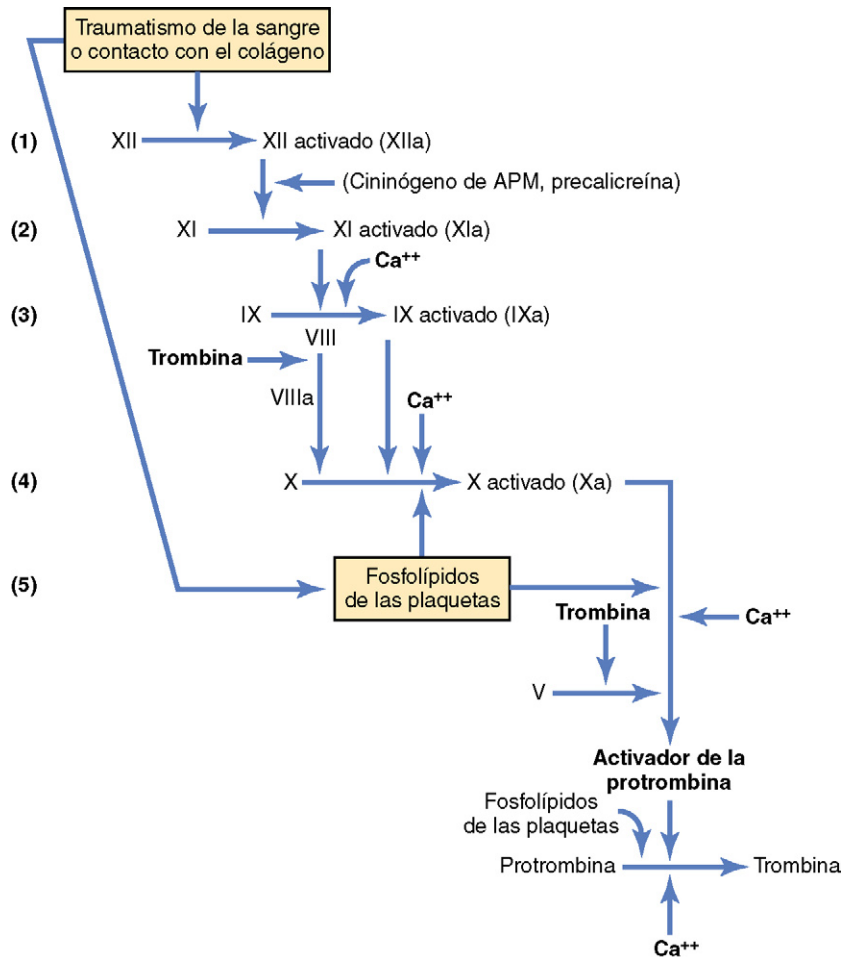 Traumatismo de la sangre
o contacto con el colágeno
(1)
XII
XII activado (XIIa)
(Cininógeno de APM, precalicreína)
(2)
XI
XI activado (XIa)
Ca++
(3)
IX
IX activado (IXa)
VIII
Trombina
VIIIa
Ca++
(4)
X
X activado (Xa)
(5)
Fosfolípidos
de las plaquetas
Trombina
Ca++
V
Activador de la
protrombina
Fosfolípidos
de las plaquetas
Protrombina
Trombina
Ca++